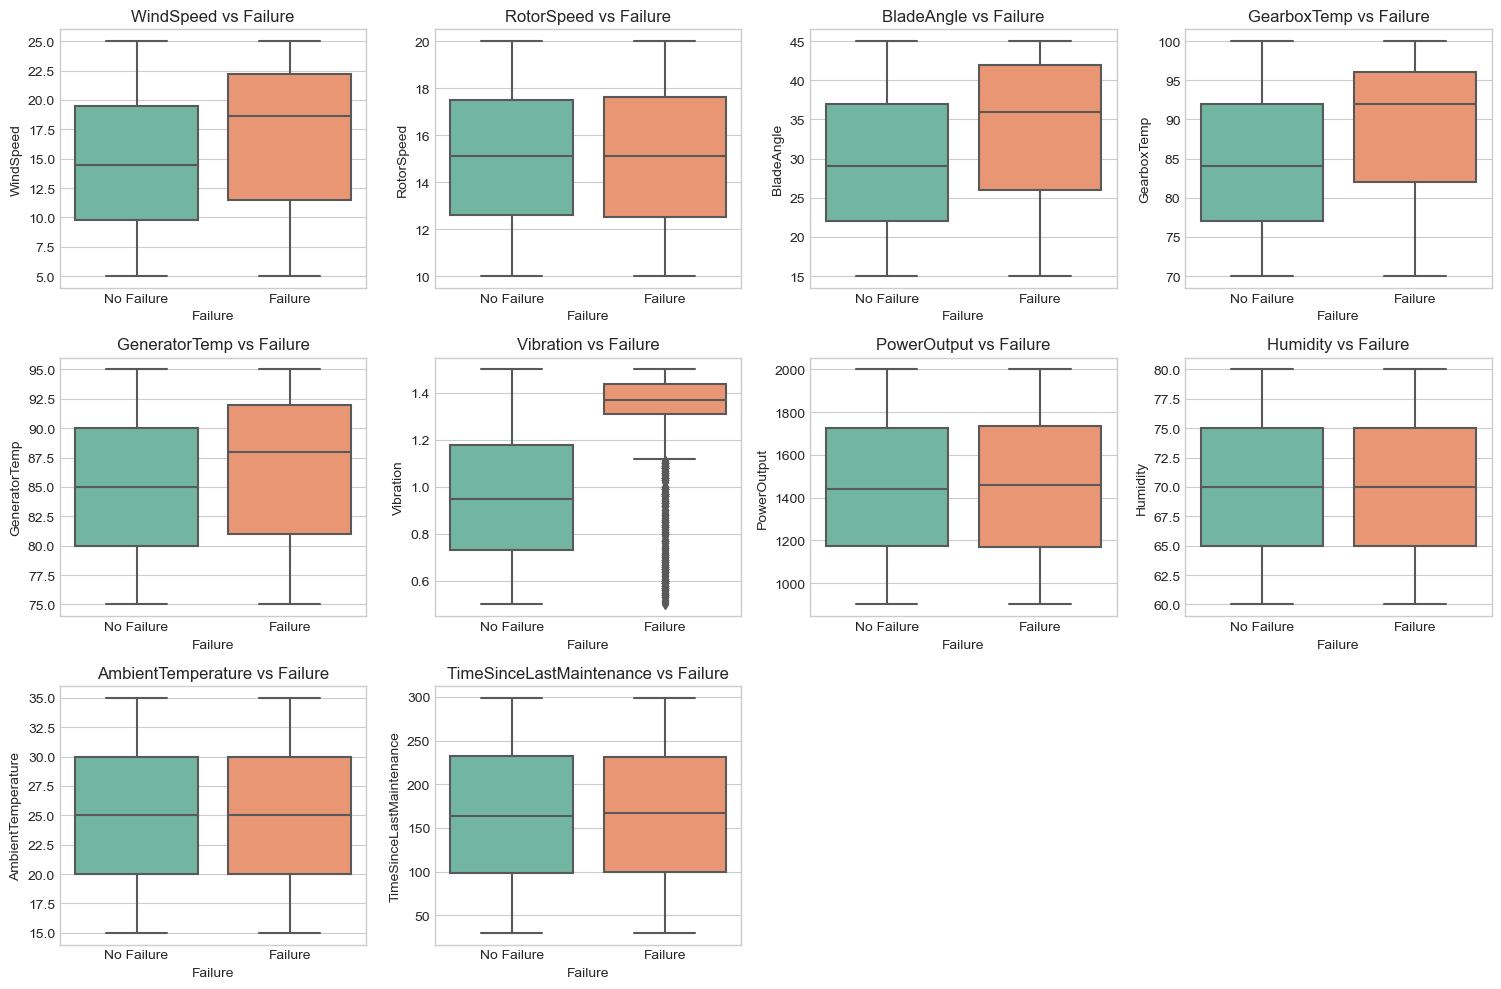 WindSpeed vs Failure
25.0
22.5
20.0
17.5
15.0
12.5
10.0
7.5
5.0
WindSpeed
No Failure Failure
Failure
RotorSpeed vs Failure
20
18
16
14
12
10
RotorSpeed
No Failure Failure
Failure
BladeAngle vs Failure
45
40
35
30
25
20
15
BladeAngle
No Failure Failure
Failure
GearboxTemp vs Failure
100
95
90
85
80
75
70
GearboxTemp
No Failure Failure
Failure
GeneratorTemp vs Failure
95.0
92.5
90.0
87.5
85.0
82.5
80.0
77.5
75.0
GeneratorTemp
No Failure Failure
Failure
Vibration vs Failure
1.4
1.2
1.0
0.8
0.6
Vibration
No Failure Failure
Failure
PowerOutput vs Failure
2000
1800
1600
1400
1200
1000
PowerOutput
No Failure Failure
Failure
Humidity vs Failure
80.0
77.5
75.0
72.5
70.0
67.5
65.0
62.5
60.0
Humidity
No Failure Failure
Failure
AmbientTemperature vs Failure
35.0
32.5
30.0
27.5
25.0
22.5
20.0
17.5
15.0
AmbientTemperature
No Failure Failure
Failure
TimeSinceLastMaintenance vs Failure
300
250
200
150
100
50
TimeSinceLastMaintenance
No Failure Failure
Failure